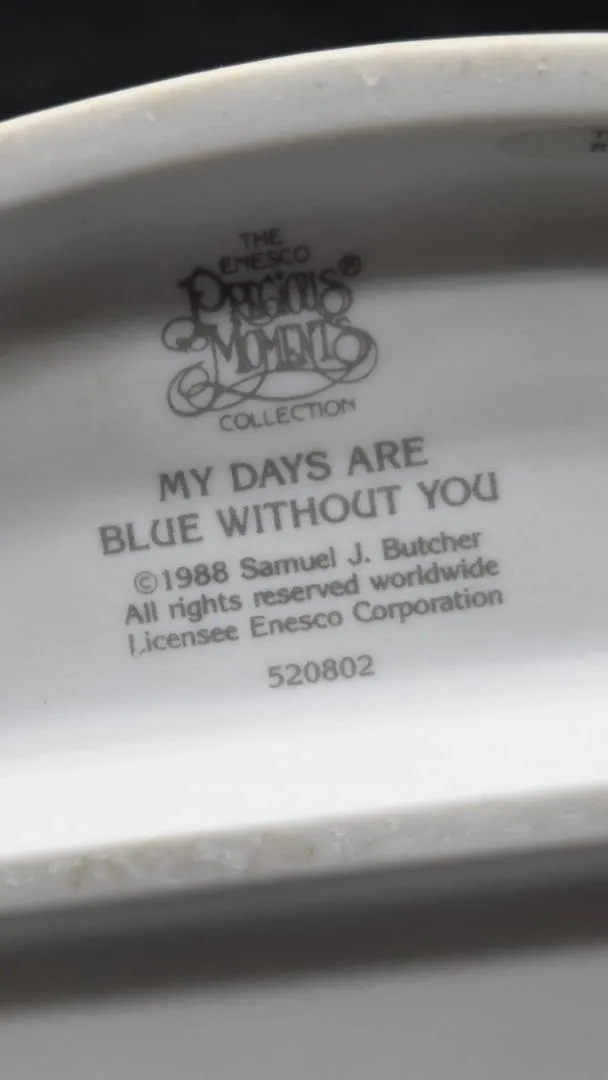 THE
ENESCO
PRECIOUS®
MOMENTS
COLLECTION
MY DAYS ARE
BLUE WITHOUT YOU
©1988 Samuel J. Butcher
All rights reserved worldwide
Licensee Enesco Corporation
520802